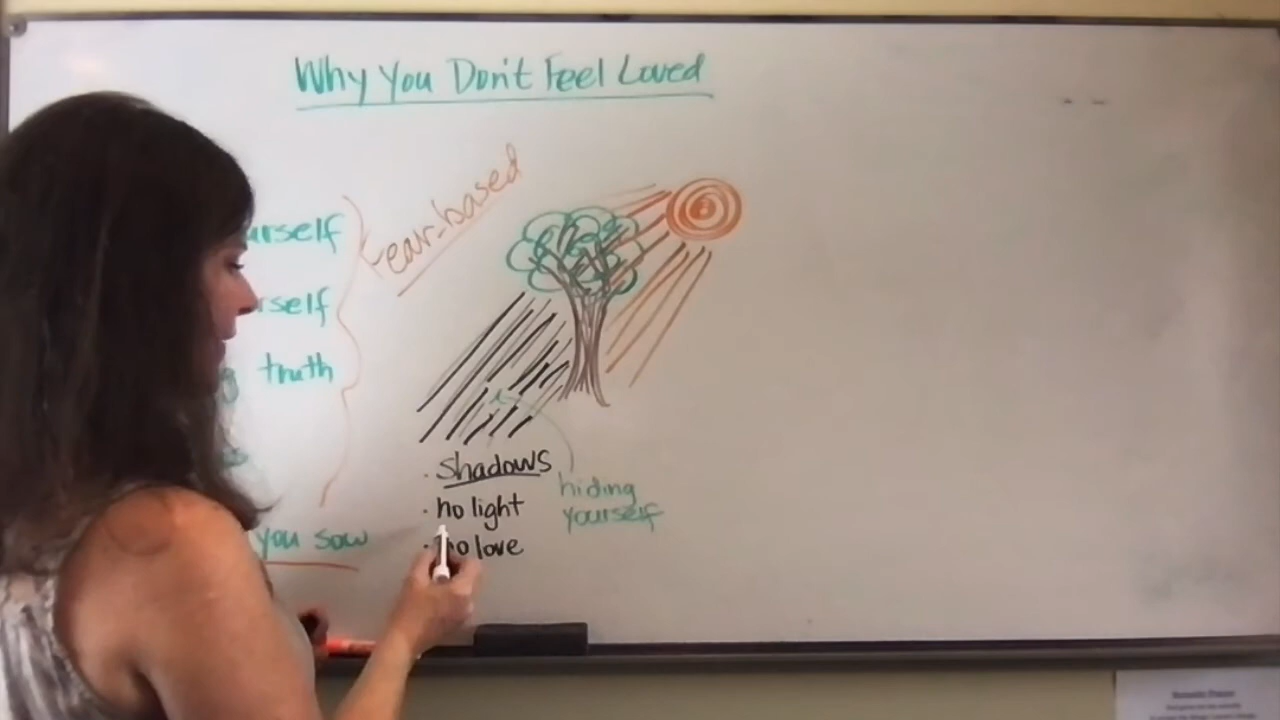 Why You Don't Feel Loved
Fear-based
urself
rself
g truth
shadows
hiding
yourself
no light
no love
you sow